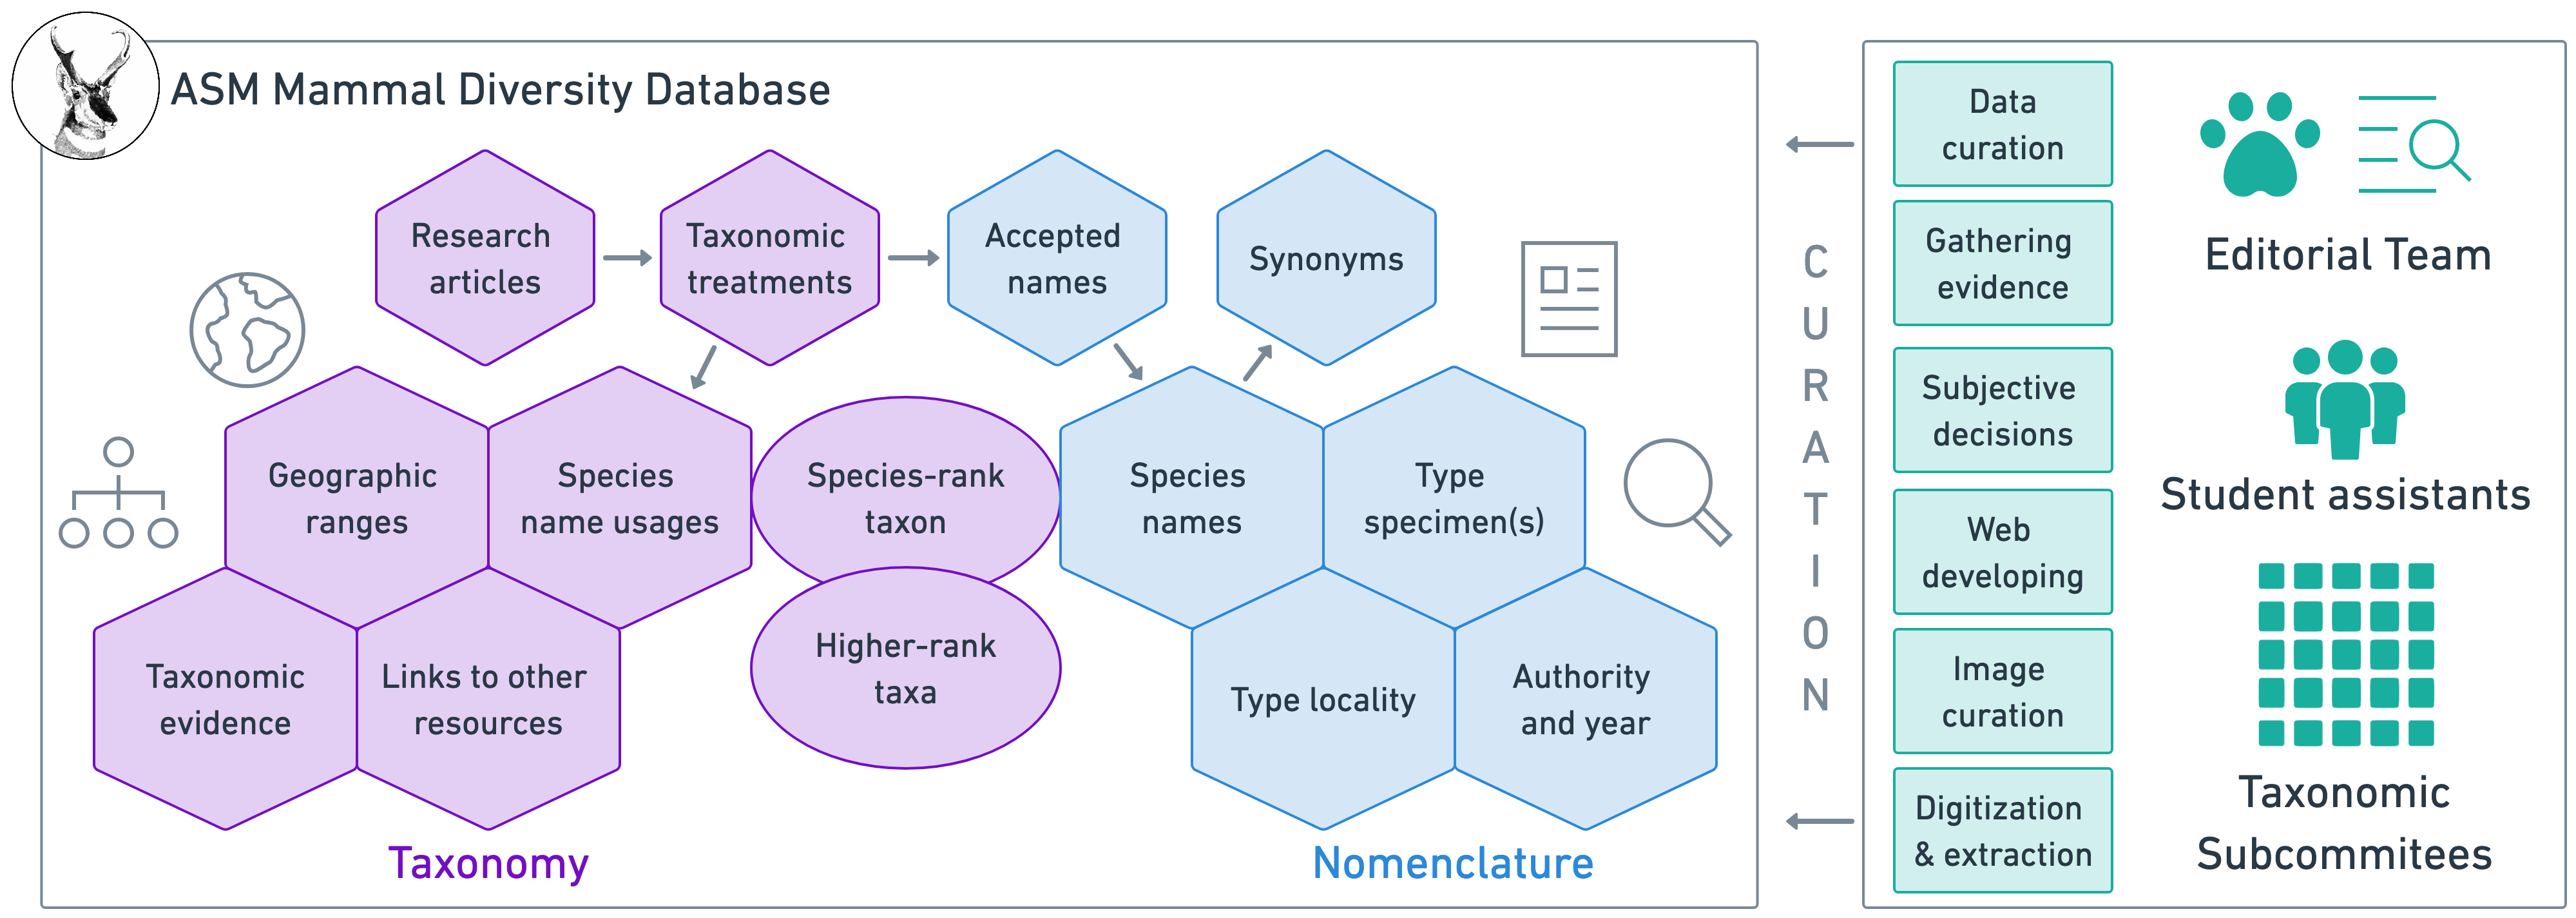 ASM Mammal Diversity Database
Research
articles
Taxonomic
treatments
Accepted
names
Synonyms
Geographic
ranges
Species
name usages
Species-rank
taxon
Species
names
Type
specimen(s)
Taxonomic
evidence
Links to other
resources
Higher-rank
taxa
Type locality
Authority
and year
Taxonomy
Nomenclature
CURATION
Data
curation
Gathering
evidence
Subjective
decisions
Web
developing
Image
curation
Digitization
& extraction
Editorial Team
Student assistants
Taxonomic
Subcommitees